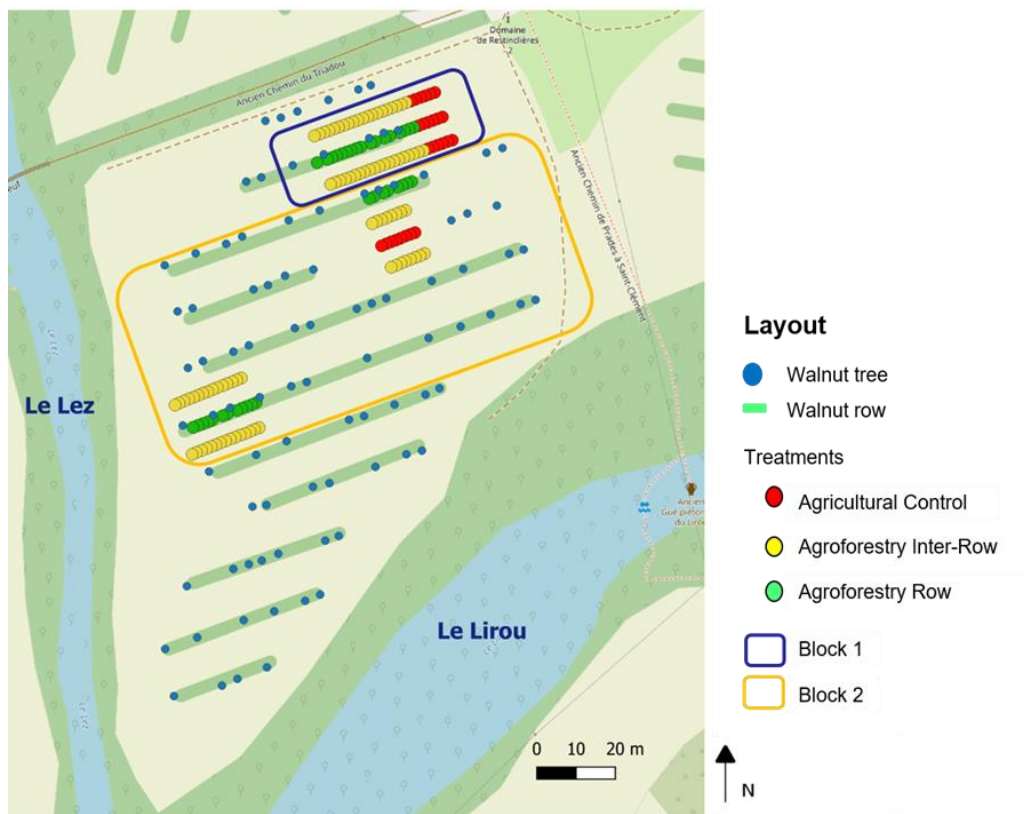 Domaine
de Restinclières
2
Ancien Chemin du Triadou
Ancien Chemin de Prades à Saint-Clément
Le Lez
Le Lirou
Ancien
Gué piéton
du Lirou
0 10 20 m
N
Layout
Walnut tree
Walnut row
Treatments
Agricultural Control
Agroforestry Inter-Row
Agroforestry Row
Block 1
Block 2